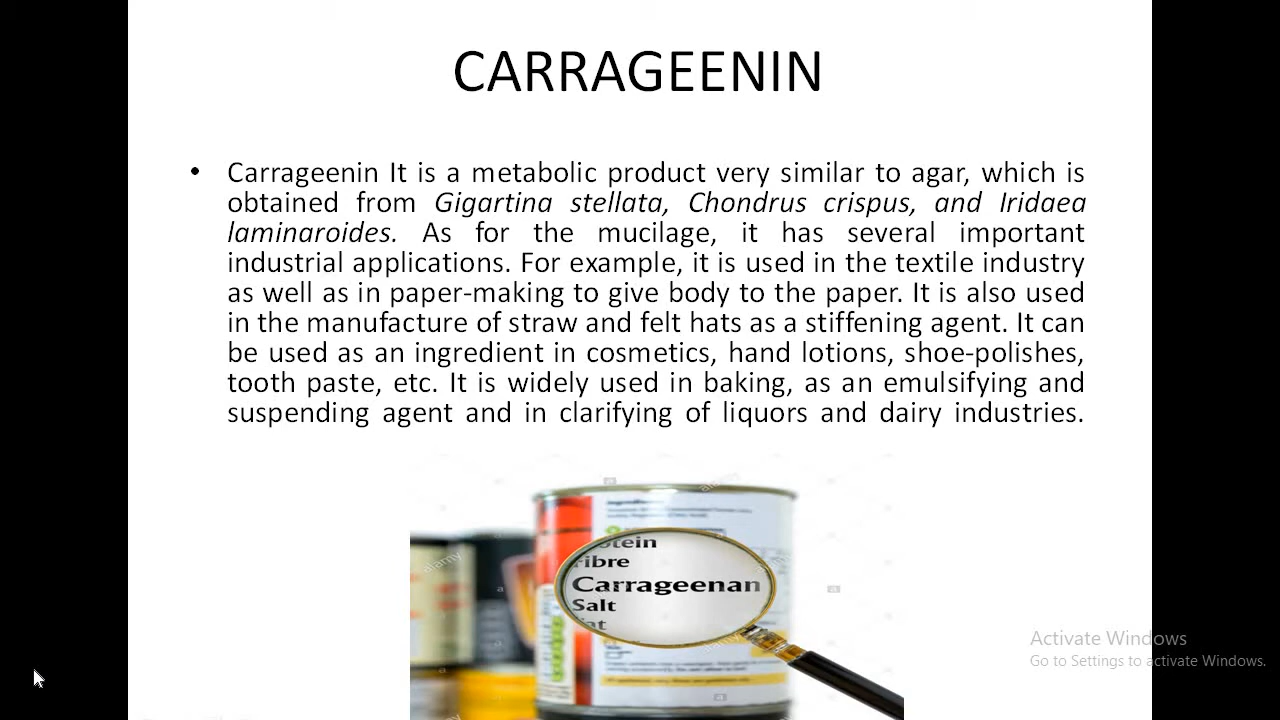 CARRAGEENIN
• Carrageenin It is a metabolic product very similar to agar, which is
obtained from Gigartina stellata, Chondrus crispus, and Iridaea
laminaroides. As for the mucilage, it has several important
industrial applications. For example, it is used in the textile industry
as well as in paper-making to give body to the paper. It is also used
in the manufacture of straw and felt hats as a stiffening agent. It can
be used as an ingredient in cosmetics, hand lotions, shoe-polishes,
tooth paste, etc. It is widely used in baking, as an emulsifying and
suspending agent and in clarifying of liquors and dairy industries.
Carrageenan
Salt
alamy
Activate Windows
Go to Settings to activate Windows.